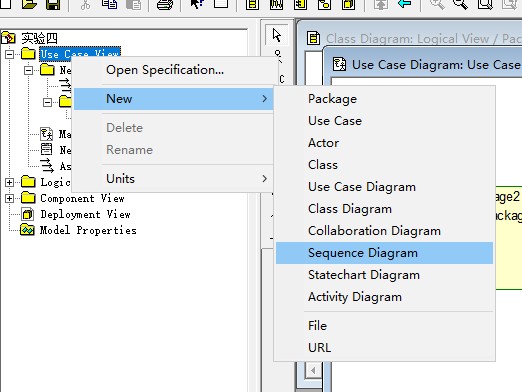 Class Diagram: Logical View / Pack
实验四
Use Case View
Use Case Diagram: Use Case
Ne
Open Specification...
New
Package
Use Case
Delete
Actor
Ma
Rename
Class
Ne
As
Units
Use Case Diagram
Logic
Class Diagram
Component View
Collaboration Diagram
Deployment View
Sequence Diagram
Model Properties
Statechart Diagram
Activity Diagram
File
URL